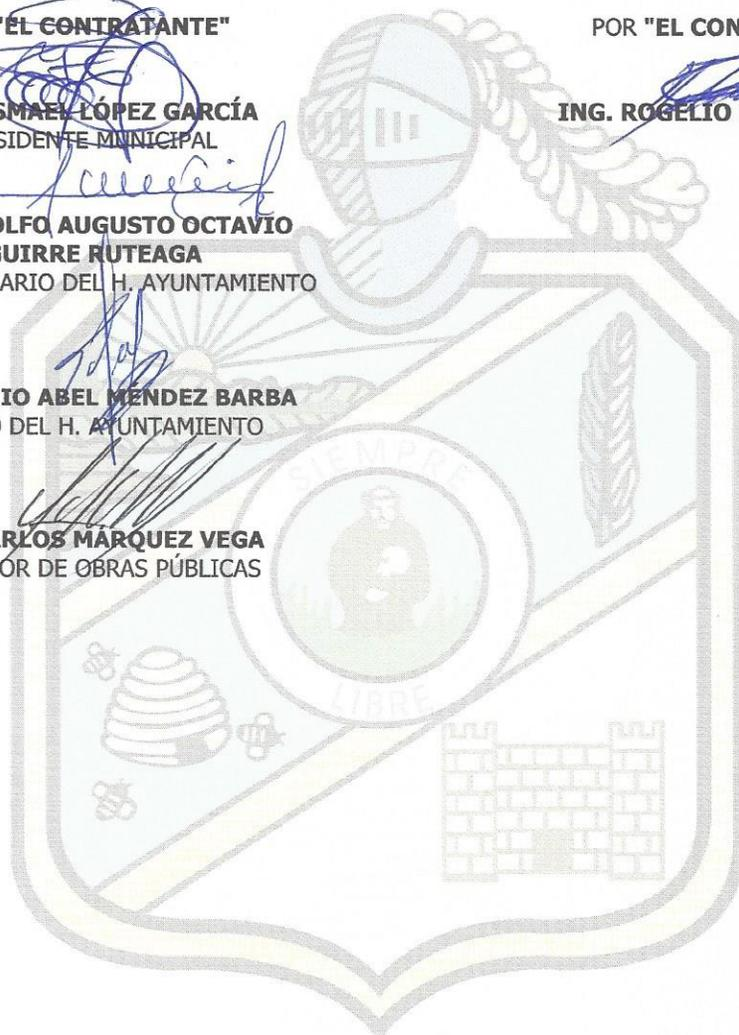 "EL CONTRATANTE"
SMAEL LÓPEZ GARCÍA
SIDENTE MUNICIPAL
OLFO AUGUSTO OCTAVIO
GUIRRE RUTEAGA
ARIO DEL H. AYUNTAMIENTO
IO ABEL MÉNDEZ BARBA
O DEL H. AYUNTAMIENTO
ARLOS MÁRQUEZ VEGA
OR DE OBRAS PÚBLICAS
POR "EL CON
ING. ROGELIO
SIEMPRE
LIBRE